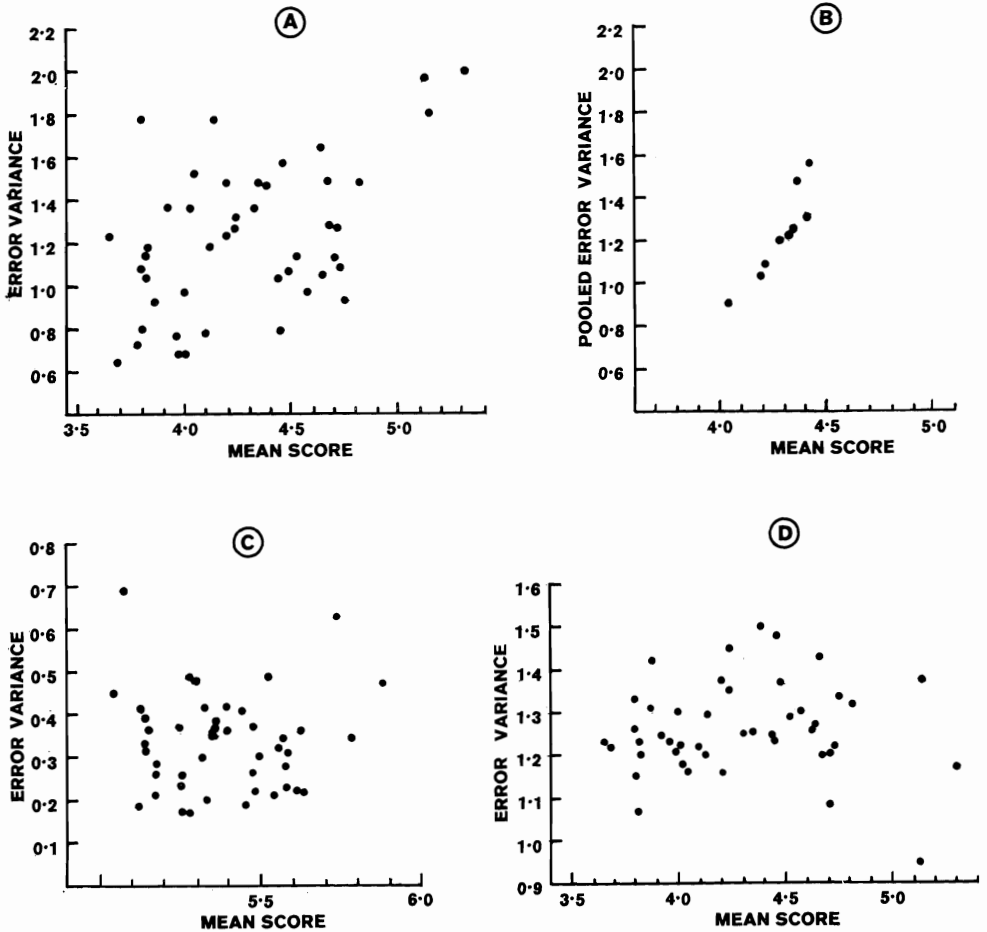 A
2·2
2·0
1·8
1·6
1·4
1·2
1·0
0·8
0·6
ERROR VARIANCE
3·5 4·0 4·5 5·0
MEAN SCORE
B
2·2
2·0
1·8
1·6
1·4
1·2
1·0
0·8
0·6
POOLED ERROR VARIANCE
4·0 4·5 5·0
MEAN SCORE
C
0·8
0·7
0·6
0·5
0·4
0·3
0·2
0·1
ERROR VARIANCE
5·5 6·0
MEAN SCORE
D
1·6
1·5
1·4
1·3
1·2
1·1
1·0
0·9
ERROR VARIANCE
3·5 4·0 4·5 5·0
MEAN SCORE